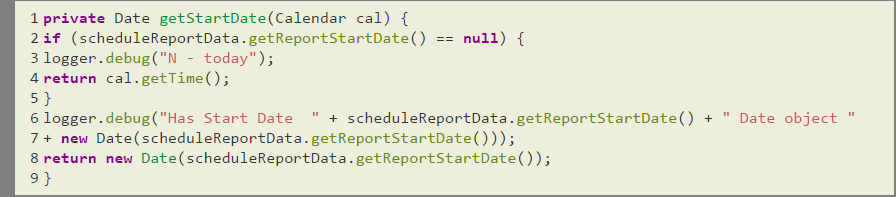 1 private Date getStartDate(Calendar cal) {
2 if (scheduleReportData.getReportStartDate() == null) {
3 logger.debug("N - today");
4 return cal.getTime();
5 }
6 logger.debug("Has Start Date  " + scheduleReportData.getReportStartDate() + " Date object "
7 + new Date(scheduleReportData.getReportStartDate()));
8 return new Date(scheduleReportData.getReportStartDate());
9 }